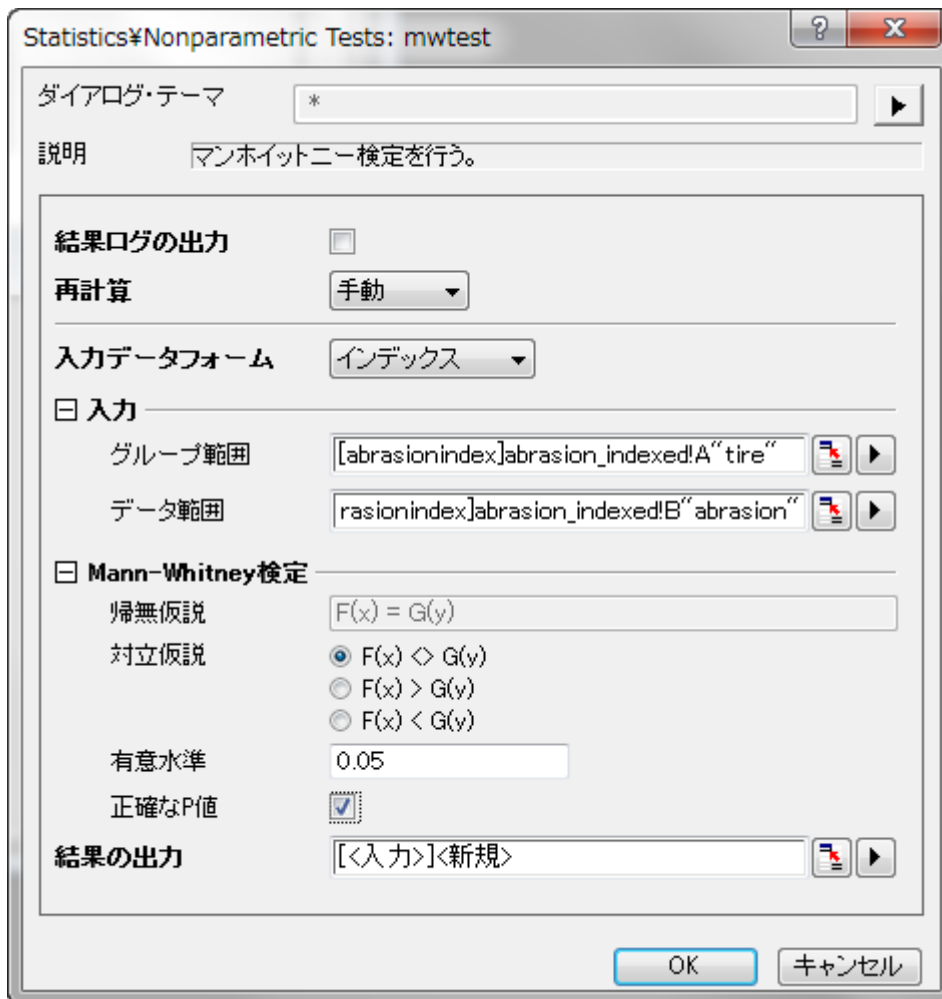 Statistics¥Nonparametric Tests: mwtest
ダイアログ・テーマ *
説明 マンホイットニー検定を行う。
結果ログの出力
再計算 手動
入力データフォーム インデックス
入力
グループ範囲 [abrasionindex]abrasion_indexed!A"tire"
データ範囲 rasionindex]abrasion_indexed!B"abrasion"
Mann-Whitney検定
帰無仮説 F(x) = G(y)
対立仮説 F(x) <> G(y)
F(x) > G(y)
F(x) < G(y)
有意水準 0.05
正確なP値
結果の出力 [<入力>]<新規>
OK キャンセル